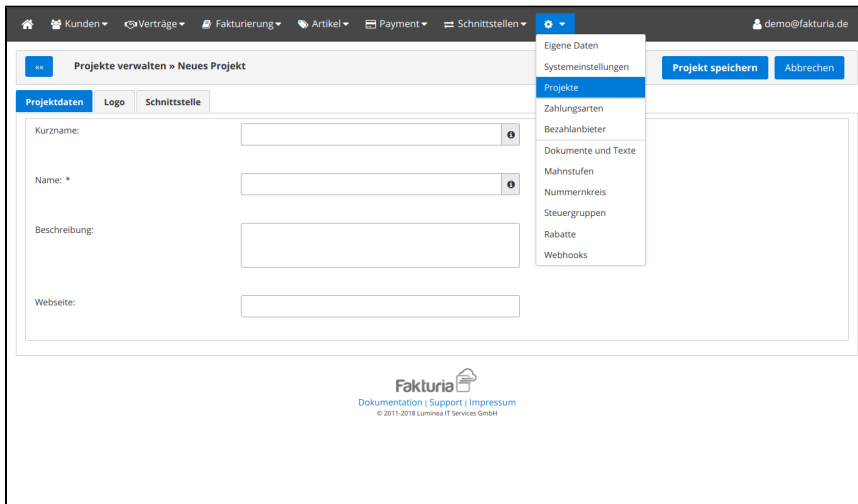 Kunden Verträge Fakturierung Artikel Payment Schnittstellen demo@fakturia.de
«« Projekte verwalten » Neues Projekt Projekt speichern Abbrechen
Eigene Daten
Systemeinstellungen
Projekte
Zahlungsarten
Bezahlanbieter
Dokumente und Texte
Mahnstufen
Nummernkreis
Steuergruppen
Rabatte
Webhooks
Projektdaten Logo Schnittstelle
Kurzname:
Name: *
Beschreibung:
Webseite:
Fakturia
Dokumentation | Support | Impressum
© 2011-2018 Luminea IT Services GmbH